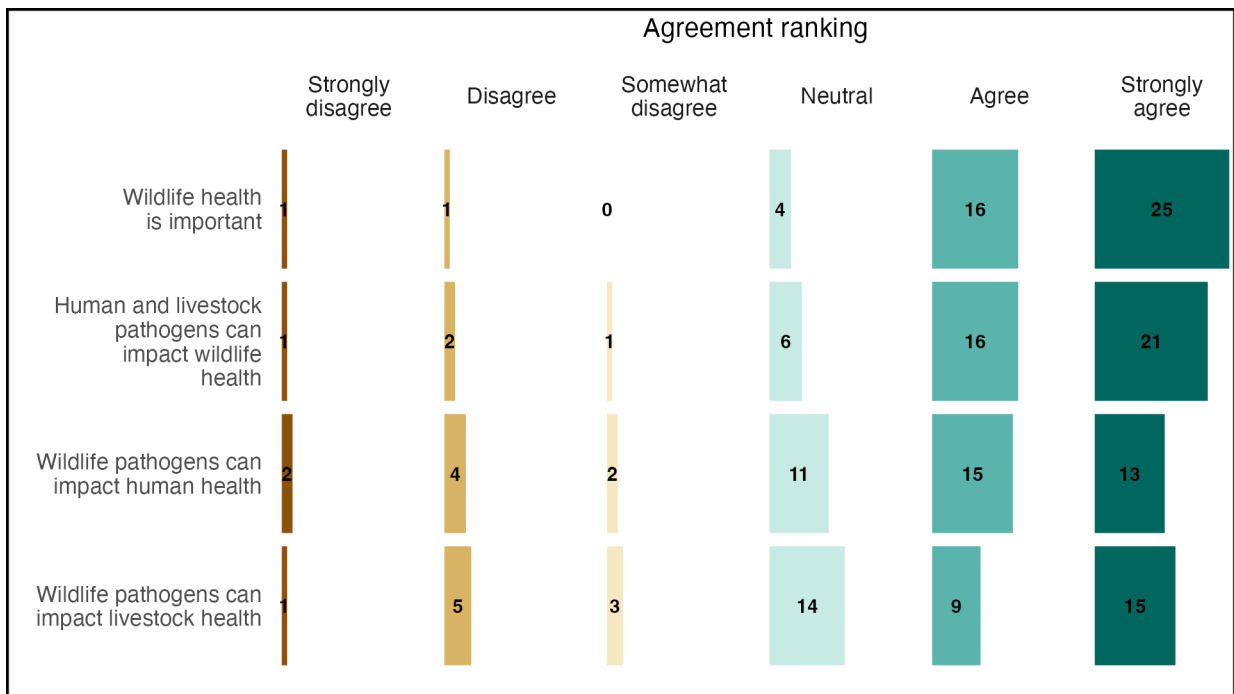 Agreement ranking
Strongly
disagree
Disagree
Somewhat
disagree
Neutral
Agree
Strongly
agree
Wildlife health
is important
1
1
0
4
16
25
Human and livestock
pathogens can
impact wildlife
health
1
2
1
6
16
21
Wildlife pathogens can
impact human health
2
4
2
11
15
13
Wildlife pathogens can
impact livestock health
1
5
3
14
9
15